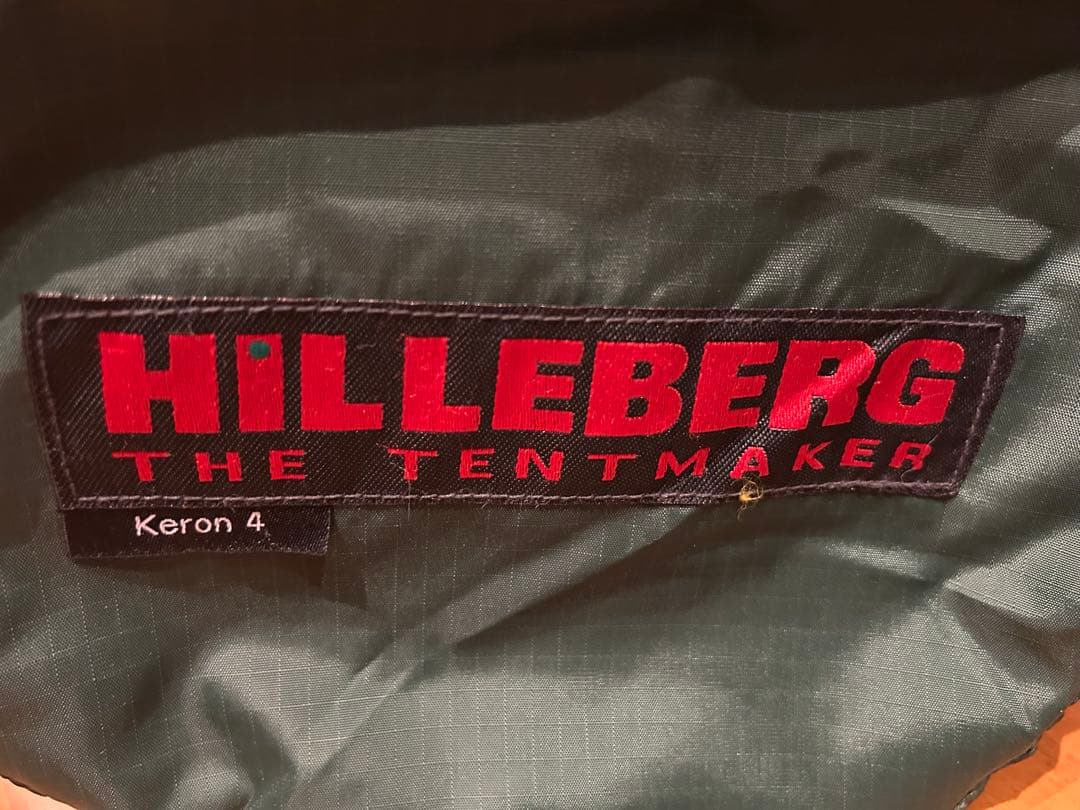 HILLEBERG
THE TENTMAKER
Keron 4